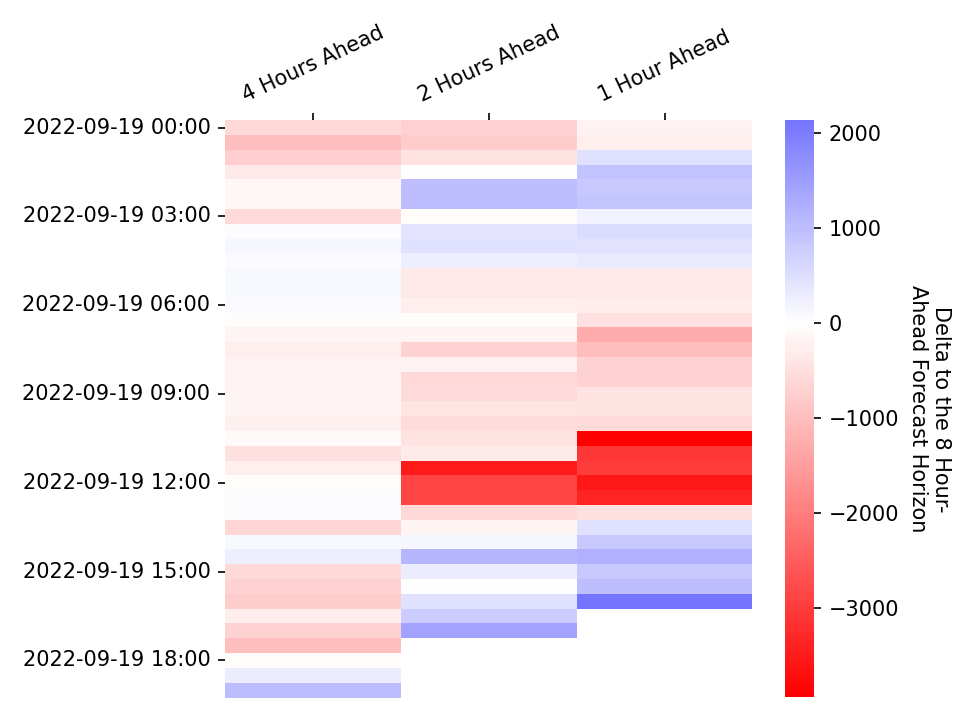 4 Hours Ahead
2 Hours Ahead
1 Hour Ahead
2022-09-19 00:00
2022-09-19 03:00
2022-09-19 06:00
2022-09-19 09:00
2022-09-19 12:00
2022-09-19 15:00
2022-09-19 18:00
2000
1000
0
−1000
−2000
−3000
Delta to the 8 Hour-
Ahead Forecast Horizon